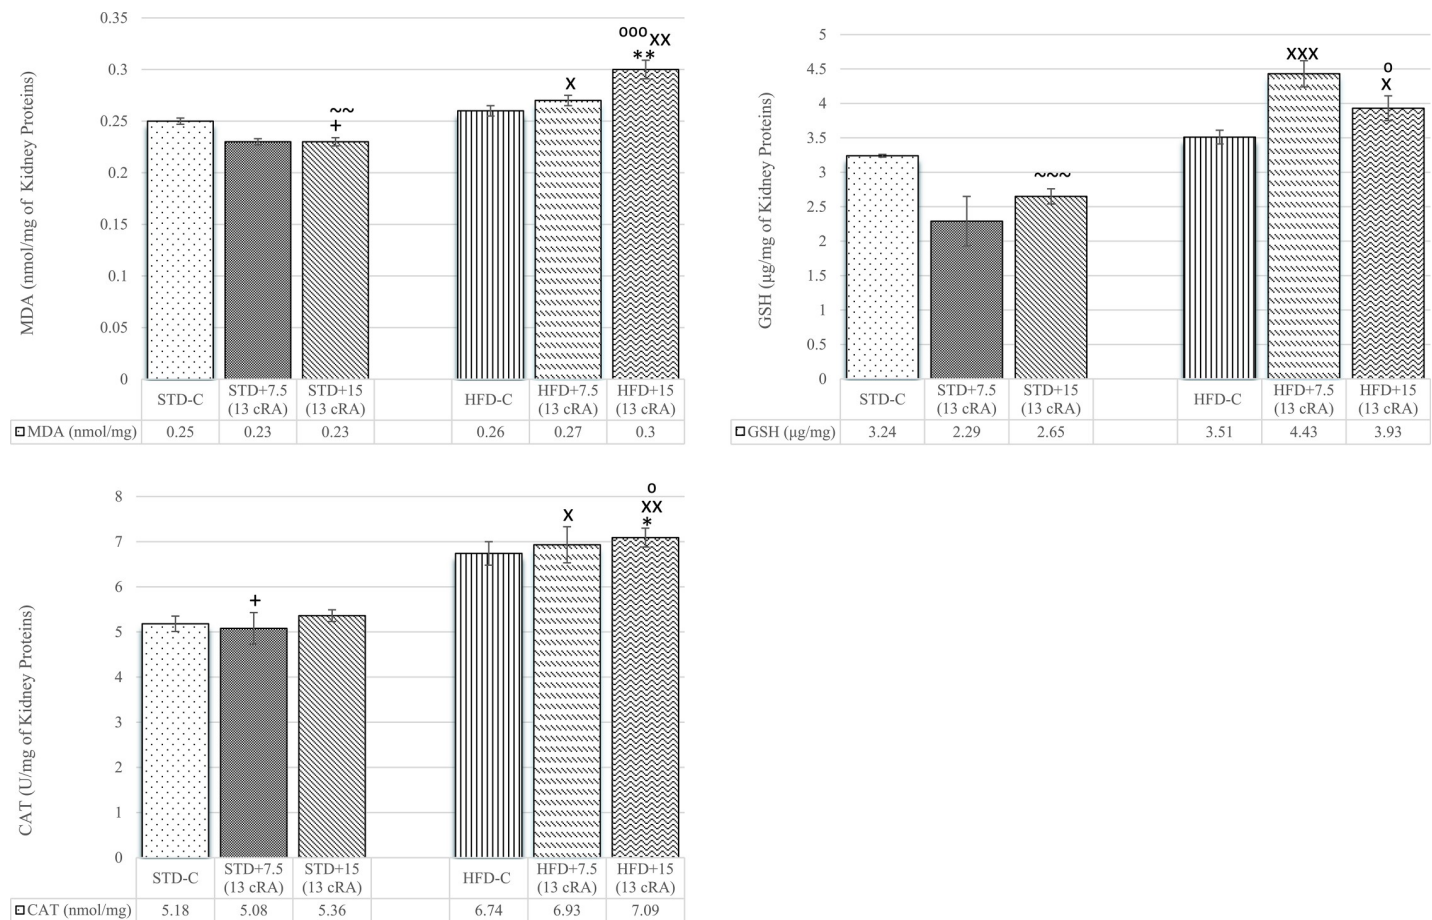 0.35
0.3
0.25
0.2
0.15
0.1
0.05
0
MDA (nmol/mg of Kidney Proteins)
~~
+
X
ooo XX
**
STD-C STD+7.5 (13 cRA) STD+15 (13 cRA) HFD-C HFD+7.5 (13 cRA) HFD+15 (13 cRA)
MDA (nmol/mg) 0.25 0.23 0.23 0.26 0.27 0.3
5
4.5
4
3.5
3
2.5
2
1.5
1
0.5
0
GSH (µg/mg of Kidney Proteins)
~~~
XXX
o
X
STD-C STD+7.5 (13 cRA) STD+15 (13 cRA) HFD-C HFD+7.5 (13 cRA) HFD+15 (13 cRA)
GSH (µg/mg) 3.24 2.29 2.65 3.51 4.43 3.93
8
7
6
5
4
3
2
1
0
CAT (U/mg of Kidney Proteins)
+
X
o
XX
*
STD-C STD+7.5 (13 cRA) STD+15 (13 cRA) HFD-C HFD+7.5 (13 cRA) HFD+15 (13 cRA)
CAT (nmol/mg) 5.18 5.08 5.36 6.74 6.93 7.09